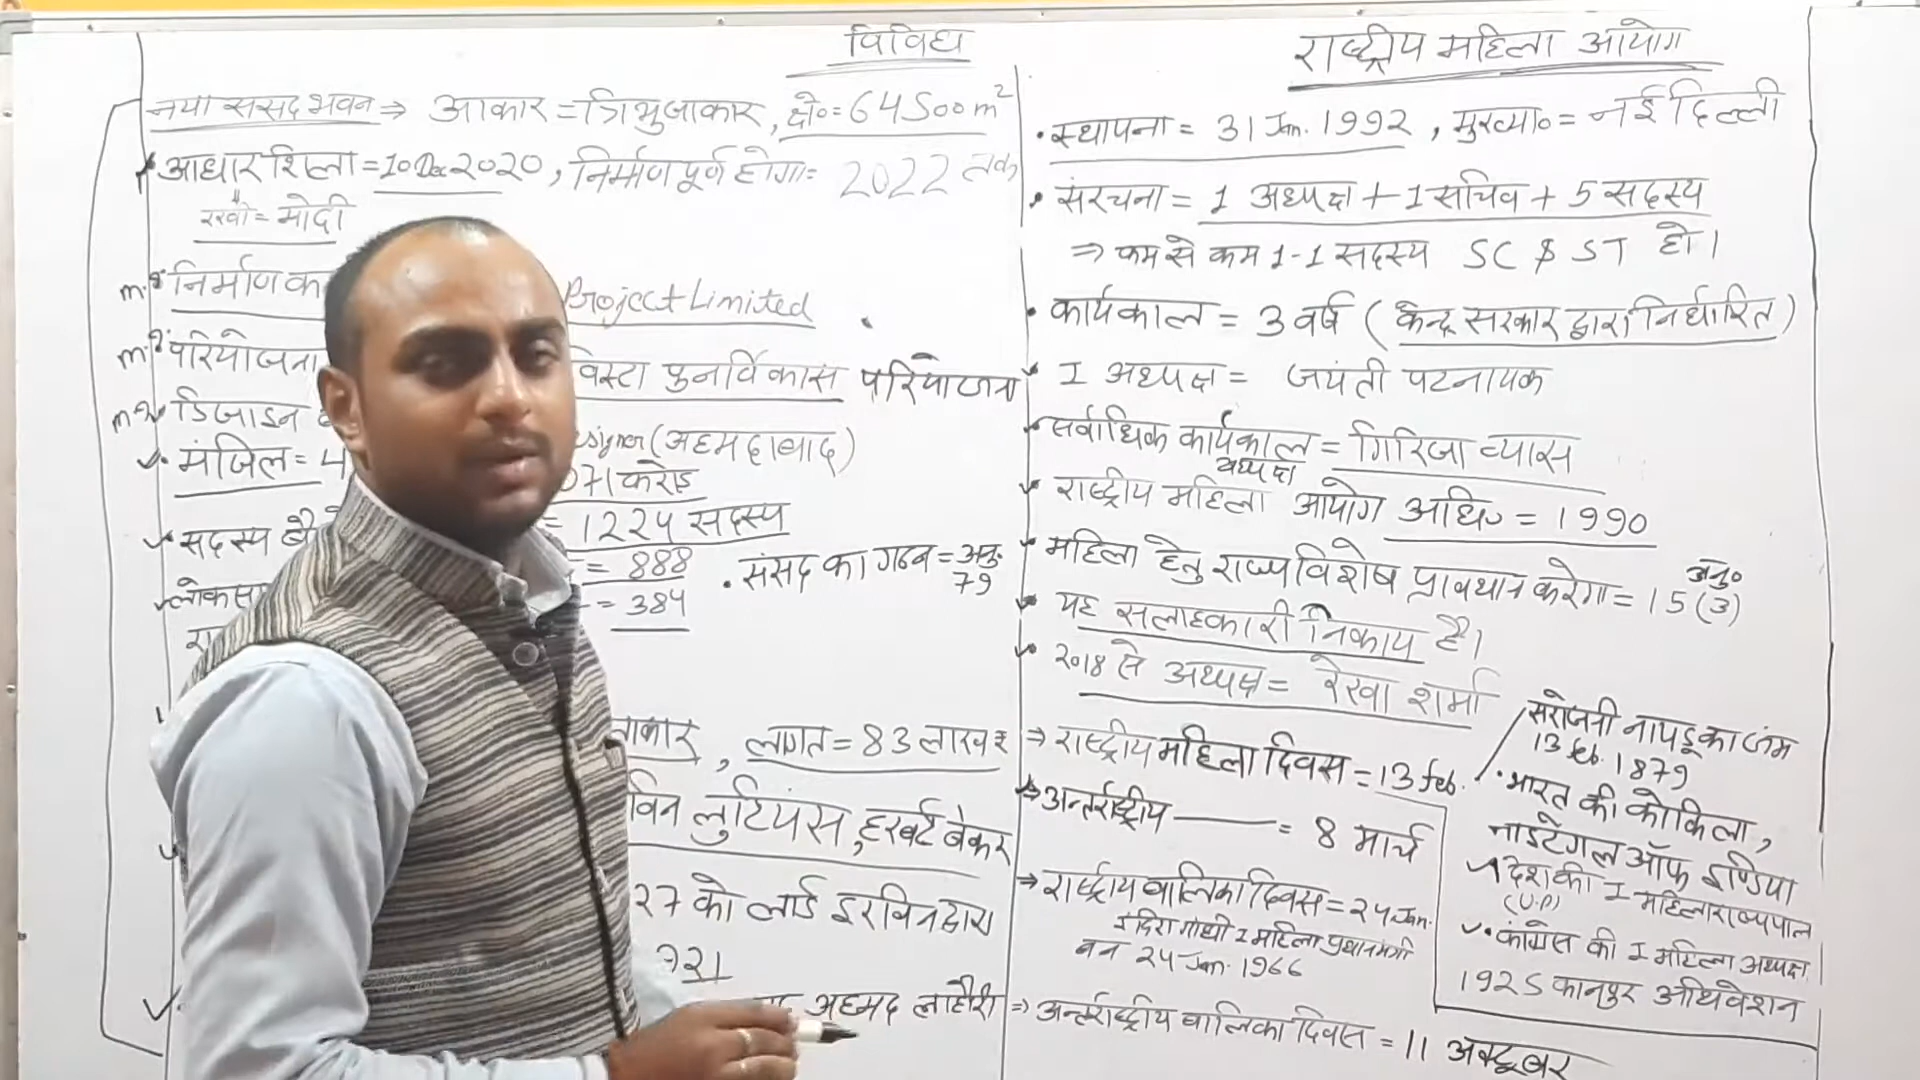 विविध
नया संसद भवन ⇒ आकार = त्रिभुजाकार, क्षे० = 64500 m²
आधारशिला = 10 Dec 2020, निर्माण पूर्ण होगा = 2022 तक
रखी = मोदी
निर्माण Project Limited
परियोजना विस्टा पुनर्विकास परियोजना
डिजाइन (अहमदाबाद)
मंजिल = 4 071 करोड़
सदस्य = 1224 सदस्य
= 888
= 384
• संसद का गठन = अनु० 79
, लागत = 83 लाख ₹
लुटियंस, हरबर्ट बेकर
27 को लार्ड इरविन द्वारा
921
अहमद लाहौरी
राष्ट्रीय महिला आयोग
• स्थापना = 31 Jan. 1992, मुख्या० = नई दिल्ली
• संरचना = 1 अध्यक्ष + 1 सचिव + 5 सदस्य
⇒ कम से कम 1-1 सदस्य SC & ST हो।
• कार्यकाल = 3 वर्ष (केन्द्र सरकार द्वारा निर्धारित)
I अध्यक्ष = जयंती पटनायक
सर्वाधिक कार्यकाल = गिरिजा व्यास
अध्यक्ष
राष्ट्रीय महिला आयोग अधि० = 1990
महिला हेतु राज्य विशेष प्रावधान करेगा = अनु० 15(3)
यह सलाहकारी निकाय है।
2018 से अध्यक्ष = रेखा शर्मा
⇒ राष्ट्रीय महिला दिवस = 13 feb.
⇒ अन्तर्राष्ट्रीय —— = 8 मार्च
⇒ राष्ट्रीय बालिका दिवस = 24 Jan.
इंदिरा गांधी I महिला प्रधानमंत्री
बन 24 Jan. 1966
⇒ अन्तर्राष्ट्रीय बालिका दिवस = 11 अक्टूबर
सरोजनी नायडू का जंम
13 feb. 1879
• भारत की कोकिला,
नाइटेंगल ऑफ इण्डिया
देश की I महिला राज्यपाल
(U.P)
• कांग्रेस की I महिला अध्यक्ष
1925 कानपुर अधिवेशन